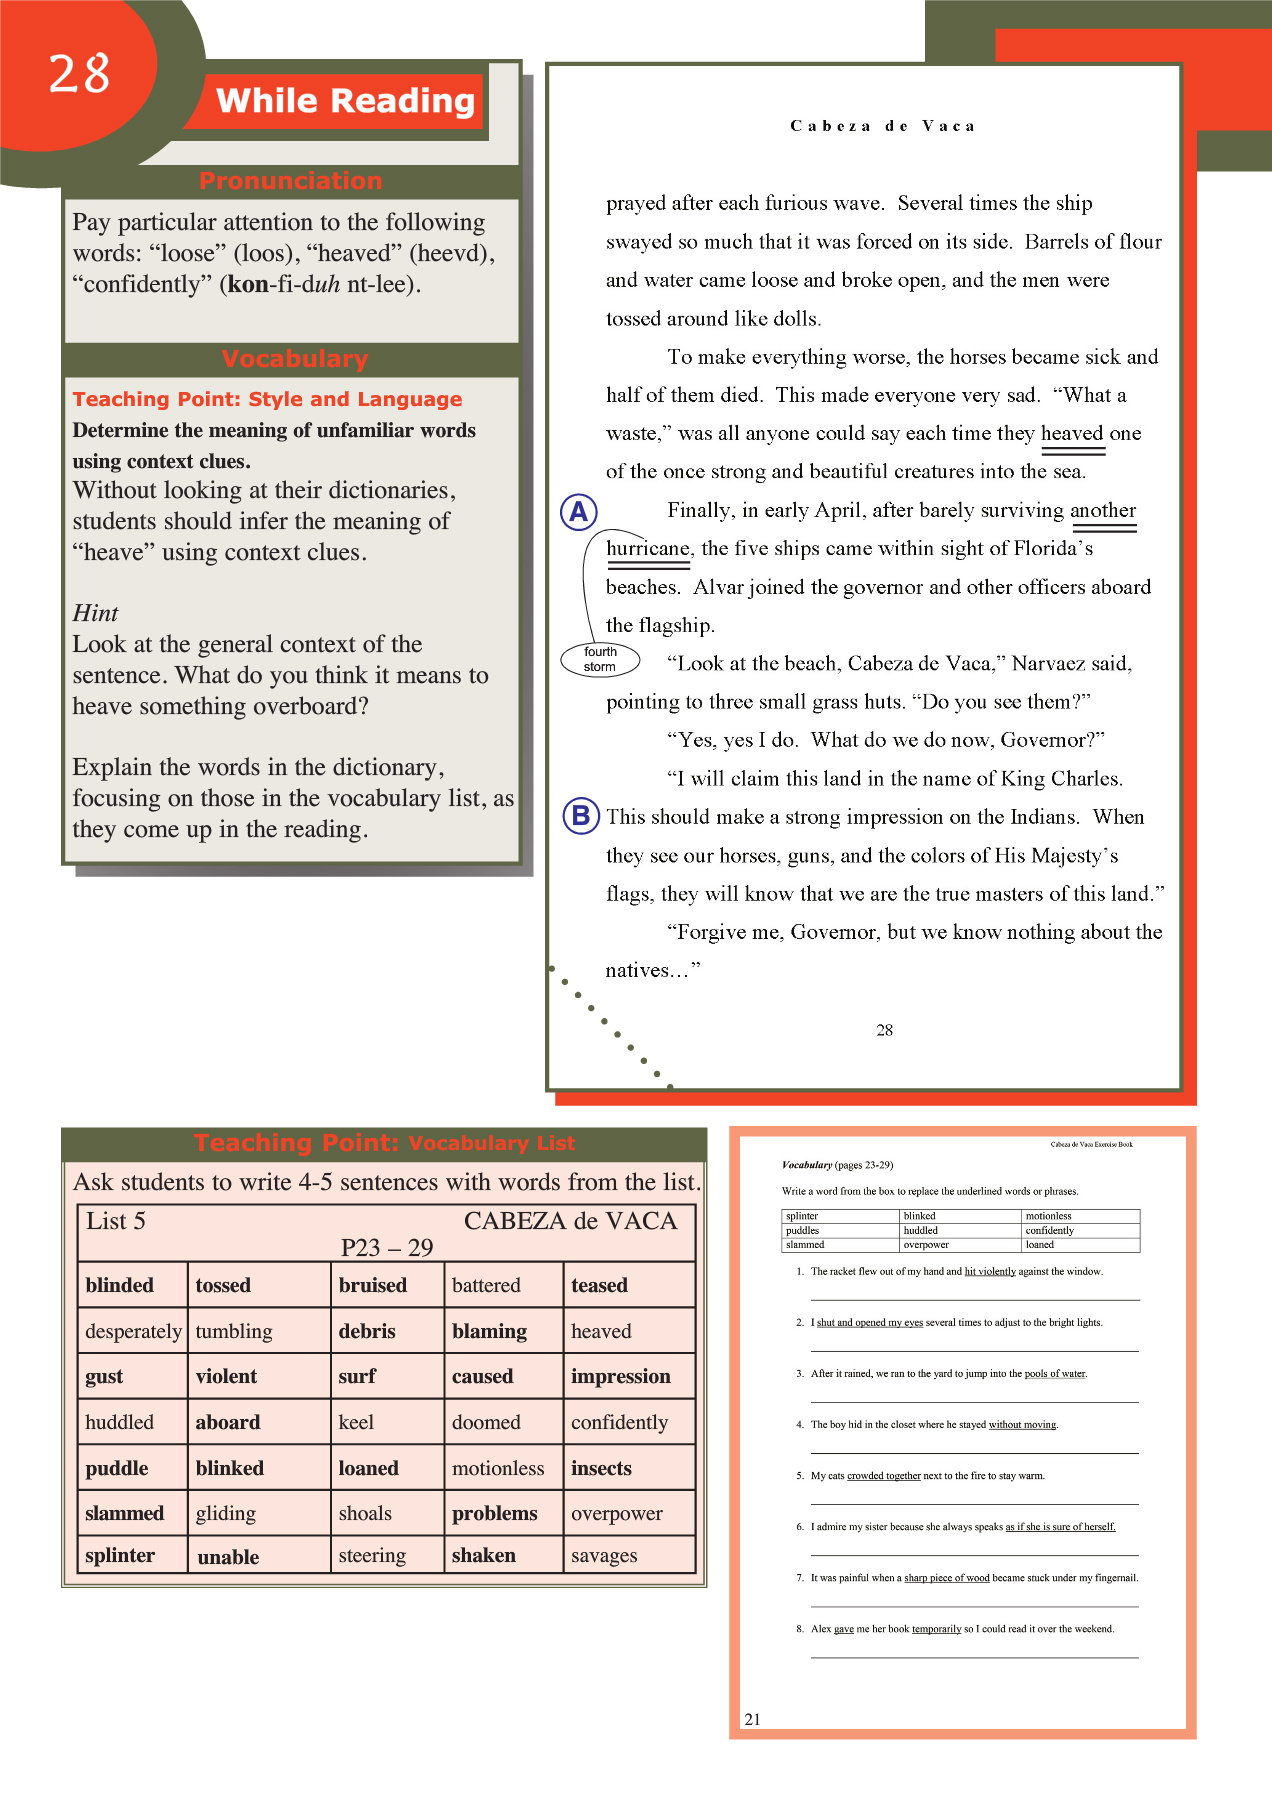 28
While Reading
Pronunciation
Pay particular attention to the following
words: “loose” (loos), “heaved” (heevd),
“confidently” (kon-fi-duh nt-lee).
Vocabulary
Teaching Point: Style and Language
Determine the meaning of unfamiliar words
using context clues.
Without looking at their dictionaries,
students should infer the meaning of
“heave” using context clues.
Hint
Look at the general context of the
sentence. What do you think it means to
heave something overboard?
Explain the words in the dictionary,
focusing on those in the vocabulary list, as
they come up in the reading.
Cabeza de Vaca
prayed after each furious wave.  Several times the ship
swayed so much that it was forced on its side.  Barrels of flour
and water came loose and broke open, and the men were
tossed around like dolls.
To make everything worse, the horses became sick and
half of them died.  This made everyone very sad.  “What a
waste,” was all anyone could say each time they heaved one
of the once strong and beautiful creatures into the sea.
A
Finally, in early April, after barely surviving another
hurricane, the five ships came within sight of Florida’s
beaches.  Alvar joined the governor and other officers aboard
the flagship.
fourth
storm
“Look at the beach, Cabeza de Vaca,” Narvaez said,
pointing to three small grass huts. “Do you see them?”
“Yes, yes I do.  What do we do now, Governor?”
“I will claim this land in the name of King Charles.
B
This should make a strong impression on the Indians.  When
they see our horses, guns, and the colors of His Majesty’s
flags, they will know that we are the true masters of this land.”
“Forgive me, Governor, but we know nothing about the
natives…”
28
Teaching Point: Vocabulary List
Ask students to write 4-5 sentences with words from the list.
List 5 CABEZA de VACA
P23 – 29
blinded tossed bruised battered teased
desperately tumbling debris blaming heaved
gust violent surf caused impression
huddled aboard keel doomed confidently
puddle blinked loaned motionless insects
slammed gliding shoals problems overpower
splinter unable steering shaken savages
Cabeza de Vaca Exercise Book
Vocabulary (pages 23-29)
Write a word from the box to replace the underlined words or phrases.
splinter blinked motionless
puddles huddled confidently
slammed overpower loaned
1. The racket flew out of my hand and hit violently against the window.
2. I shut and opened my eyes several times to adjust to the bright lights.
3. After it rained, we ran to the yard to jump into the pools of water.
4. The boy hid in the closet where he stayed without moving.
5. My cats crowded together next to the fire to stay warm.
6. I admire my sister because she always speaks as if she is sure of herself.
7. It was painful when a sharp piece of wood became stuck under my fingernail.
8. Alex gave me her book temporarily so I could read it over the weekend.
21